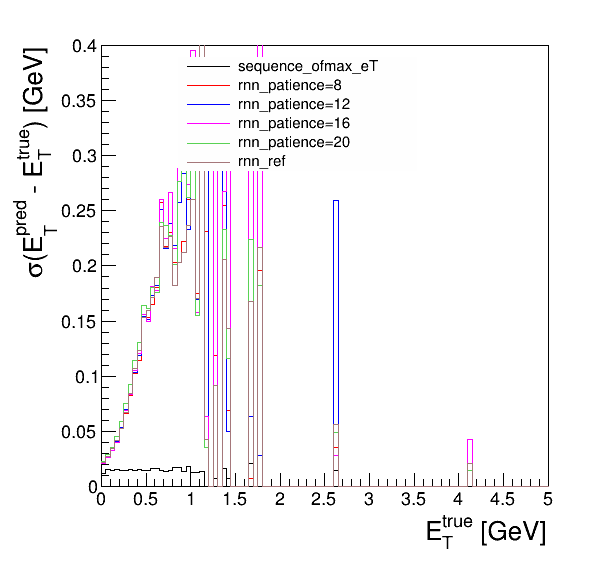 0.4
0.35
0.3
0.25
0.2
0.15
0.1
0.05
0
σ(E_T^pred - E_T^true) [GeV]
sequence_ofmax_eT
rnn_patience=8
rnn_patience=12
rnn_patience=16
rnn_patience=20
rnn_ref
0 0.5 1 1.5 2 2.5 3 3.5 4 4.5 5
E_T^true [GeV]